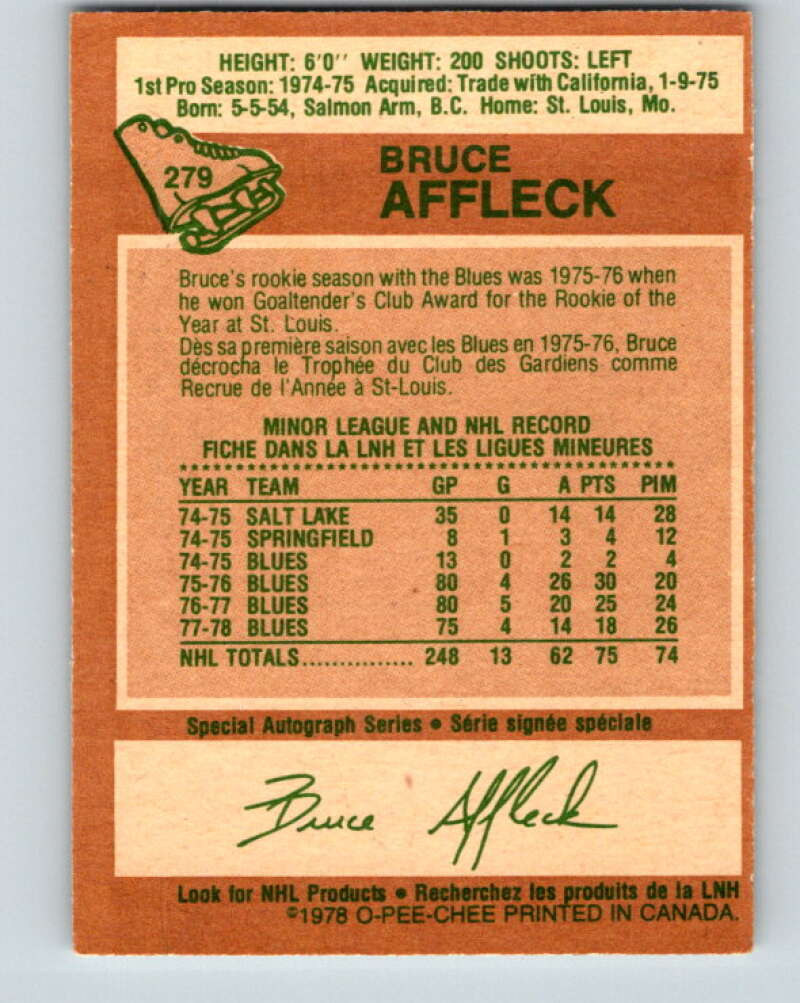 HEIGHT: 6'0'' WEIGHT: 200 SHOOTS: LEFT
1st Pro Season: 1974-75 Acquired: Trade with California, 1-9-75
Born: 5-5-54, Salmon Arm, B.C. Home: St. Louis, Mo.
279
BRUCE
AFFLECK
Bruce's rookie season with the Blues was 1975-76 when
he won Goaltender's Club Award for the Rookie of the
Year at St. Louis.
Dès sa première saison avec les Blues en 1975-76, Bruce
décrocha le Trophée du Club des Gardiens comme
Recrue de l'Année à St-Louis.
MINOR LEAGUE AND NHL RECORD
FICHE DANS LA LNH ET LES LIGUES MINEURES
YEAR TEAM GP G A PTS PIM
74-75 SALT LAKE 35 0 14 14 28
74-75 SPRINGFIELD 8 1 3 4 12
74-75 BLUES 13 0 2 2 4
75-76 BLUES 80 4 26 30 20
76-77 BLUES 80 5 20 25 24
77-78 BLUES 75 4 14 18 26
NHL TOTALS............... 248 13 62 75 74
Special Autograph Series • Série signée spéciale
Bruce Affleck
Look for NHL Products • Recherchez les produits de la LNH
©1978 O-PEE-CHEE PRINTED IN CANADA.